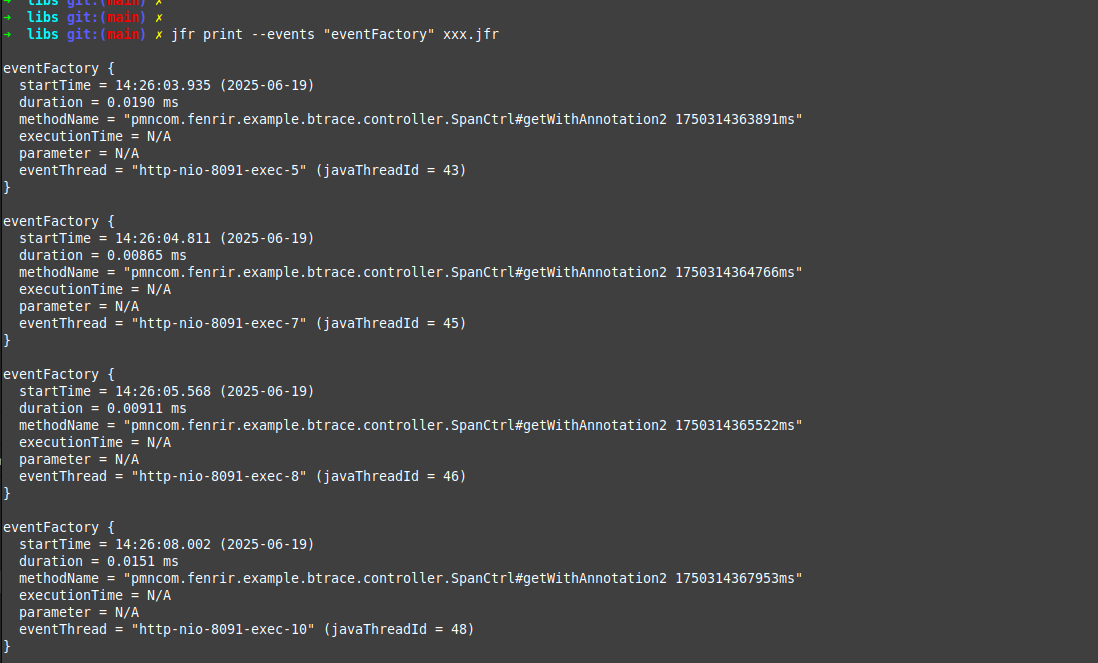 ➜  libs git:(main) ✗
➜  libs git:(main) ✗
➜  libs git:(main) ✗ jfr print --events "eventFactory" xxx.jfr

eventFactory {
  startTime = 14:26:03.935 (2025-06-19)
  duration = 0.0190 ms
  methodName = "pmncom.fenrir.example.btrace.controller.SpanCtrl#getWithAnnotation2 1750314363891ms"
  executionTime = N/A
  parameter = N/A
  eventThread = "http-nio-8091-exec-5" (javaThreadId = 43)
}

eventFactory {
  startTime = 14:26:04.811 (2025-06-19)
  duration = 0.00865 ms
  methodName = "pmncom.fenrir.example.btrace.controller.SpanCtrl#getWithAnnotation2 1750314364766ms"
  executionTime = N/A
  parameter = N/A
  eventThread = "http-nio-8091-exec-7" (javaThreadId = 45)
}

eventFactory {
  startTime = 14:26:05.568 (2025-06-19)
  duration = 0.00911 ms
  methodName = "pmncom.fenrir.example.btrace.controller.SpanCtrl#getWithAnnotation2 1750314365522ms"
  executionTime = N/A
  parameter = N/A
  eventThread = "http-nio-8091-exec-8" (javaThreadId = 46)
}

eventFactory {
  startTime = 14:26:08.002 (2025-06-19)
  duration = 0.0151 ms
  methodName = "pmncom.fenrir.example.btrace.controller.SpanCtrl#getWithAnnotation2 1750314367953ms"
  executionTime = N/A
  parameter = N/A
  eventThread = "http-nio-8091-exec-10" (javaThreadId = 48)
}